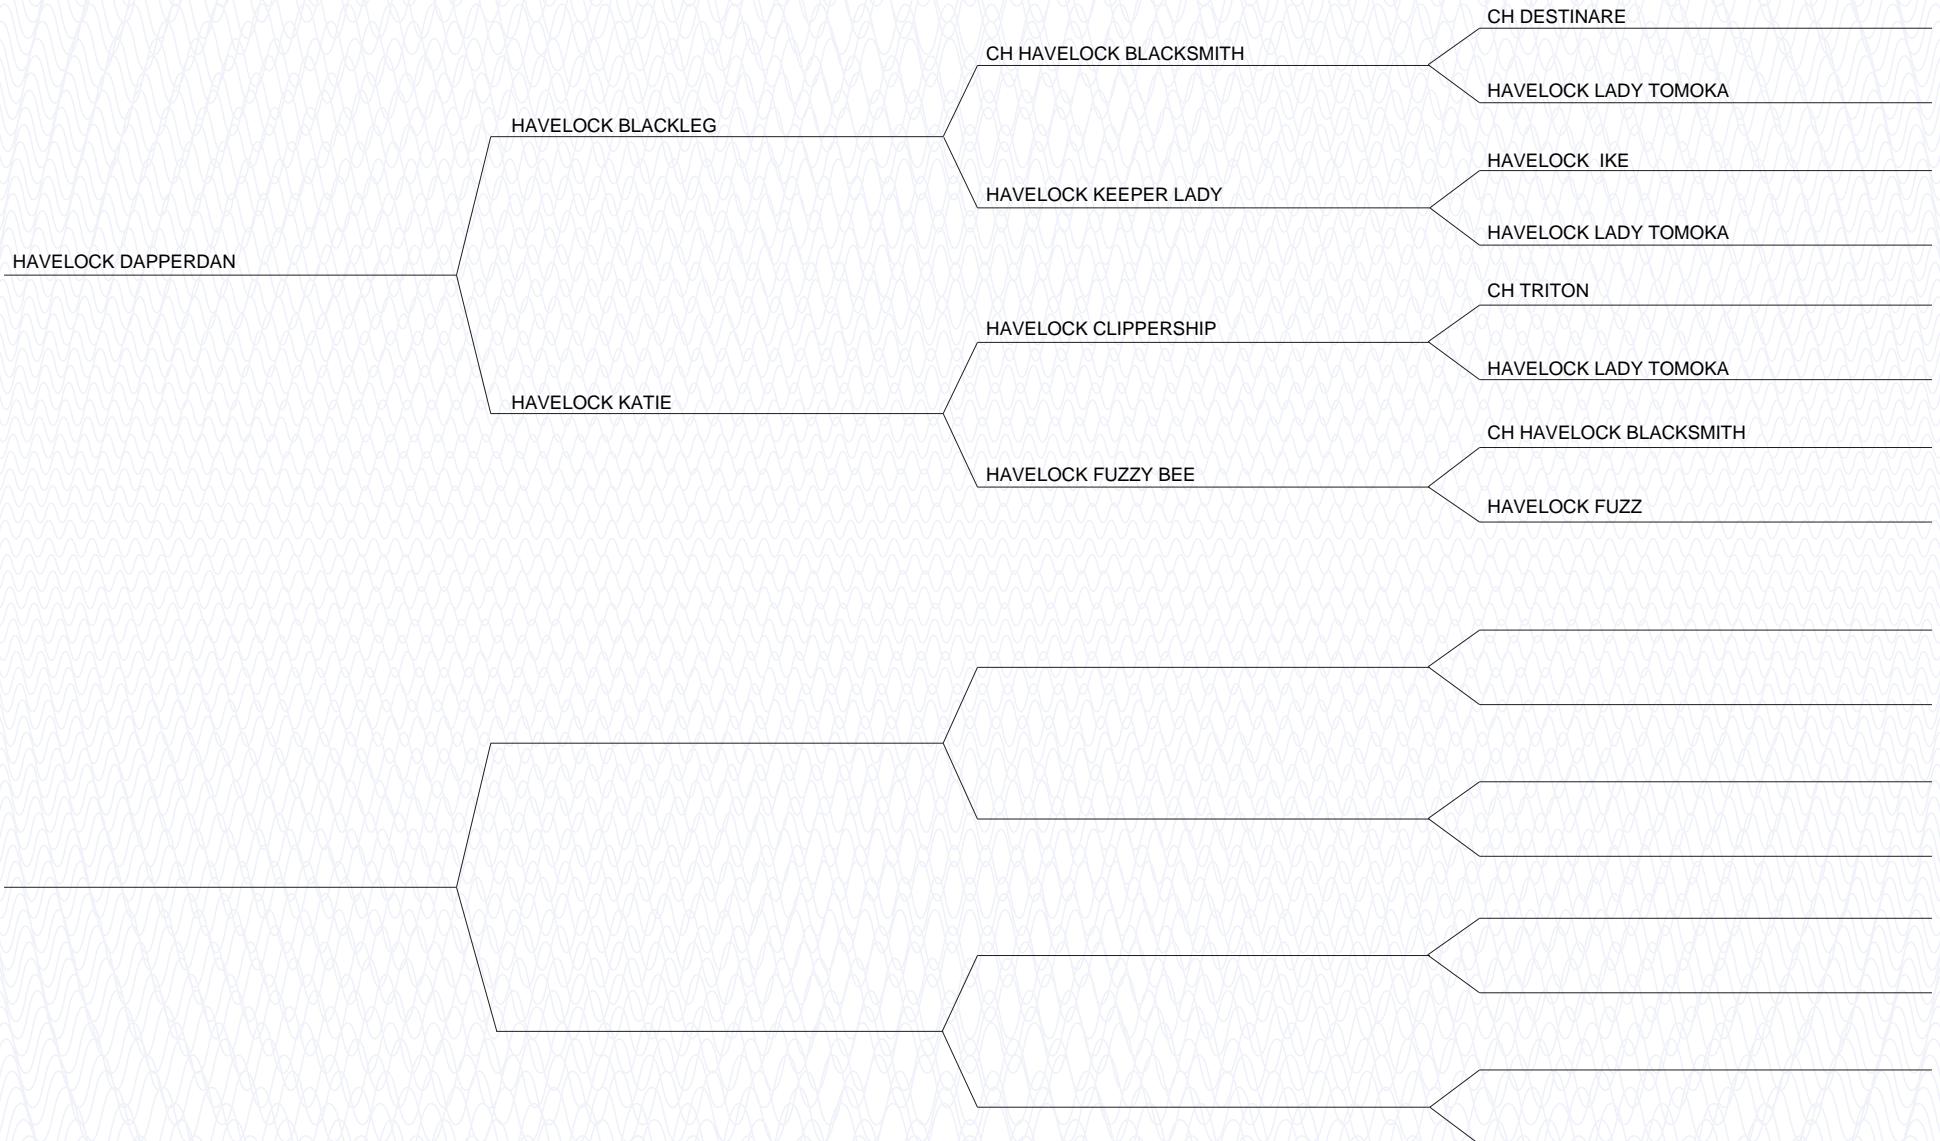 CH DESTINARE
CH HAVELOCK BLACKSMITH
HAVELOCK LADY TOMOKA
HAVELOCK BLACKLEG
HAVELOCK  IKE
HAVELOCK KEEPER LADY
HAVELOCK LADY TOMOKA
HAVELOCK DAPPERDAN
CH TRITON
HAVELOCK CLIPPERSHIP
HAVELOCK LADY TOMOKA
HAVELOCK KATIE
CH HAVELOCK BLACKSMITH
HAVELOCK FUZZY BEE
HAVELOCK FUZZ